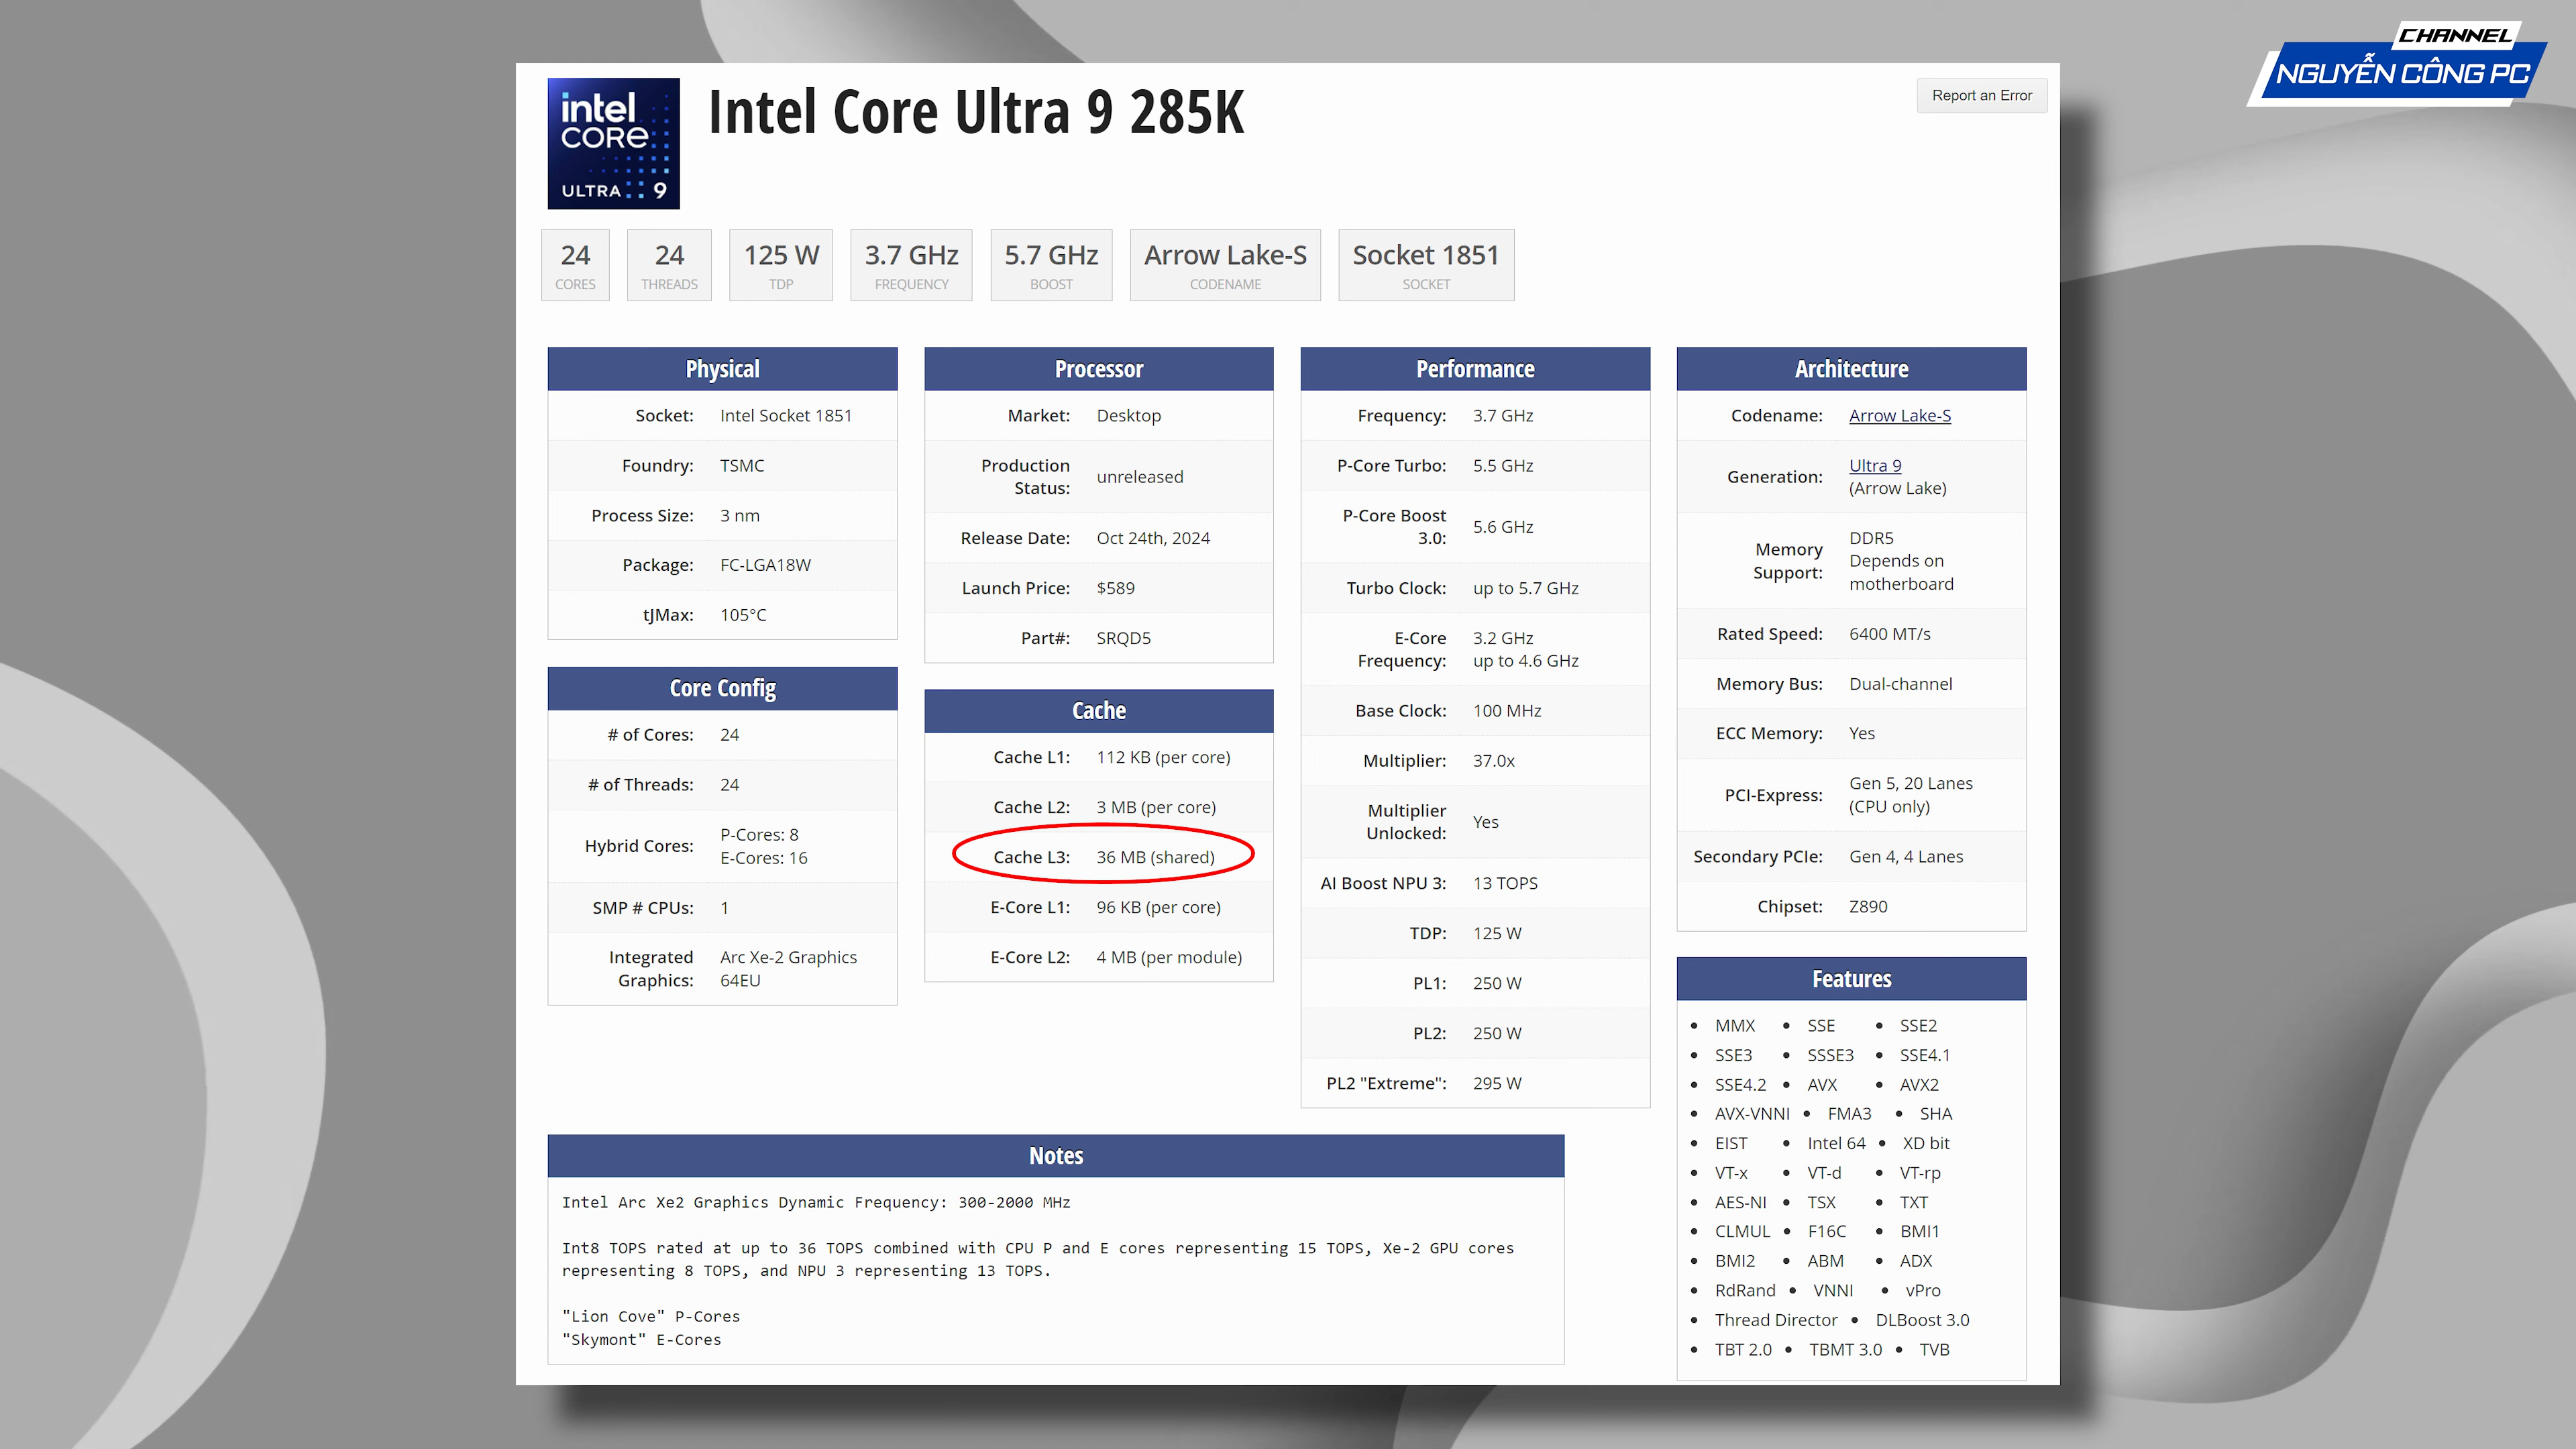 CHANNEL
NGUYỄN CÔNG PC
intel
CORE
ULTRA 9
Intel Core Ultra 9 285K
Report an Error
24
CORES
24
THREADS
125 W
TDP
3.7 GHz
FREQUENCY
5.7 GHz
BOOST
Arrow Lake-S
CODENAME
Socket 1851
SOCKET
Physical
Socket: Intel Socket 1851
Foundry: TSMC
Process Size: 3 nm
Package: FC-LGA18W
tJMax: 105°C
Core Config
# of Cores: 24
# of Threads: 24
Hybrid Cores: P-Cores: 8
E-Cores: 16
SMP # CPUs: 1
Integrated Arc Xe-2 Graphics
Graphics: 64EU
Processor
Market: Desktop
Production
Status: unreleased
Release Date: Oct 24th, 2024
Launch Price: $589
Part#: SRQD5
Cache
Cache L1: 112 KB (per core)
Cache L2: 3 MB (per core)
Cache L3: 36 MB (shared)
E-Core L1: 96 KB (per core)
E-Core L2: 4 MB (per module)
Performance
Frequency: 3.7 GHz
P-Core Turbo: 5.5 GHz
P-Core Boost
3.0: 5.6 GHz
Turbo Clock: up to 5.7 GHz
E-Core 3.2 GHz
Frequency: up to 4.6 GHz
Base Clock: 100 MHz
Multiplier: 37.0x
Multiplier
Unlocked: Yes
AI Boost NPU 3: 13 TOPS
TDP: 125 W
PL1: 250 W
PL2: 250 W
PL2 "Extreme": 295 W
Architecture
Codename: Arrow Lake-S
Generation: Ultra 9
(Arrow Lake)
Memory Support: DDR5
Depends on
motherboard
Rated Speed: 6400 MT/s
Memory Bus: Dual-channel
ECC Memory: Yes
PCI-Express: Gen 5, 20 Lanes
(CPU only)
Secondary PCIe: Gen 4, 4 Lanes
Chipset: Z890
Features
• MMX • SSE • SSE2
• SSE3 • SSSE3 • SSE4.1
• SSE4.2 • AVX • AVX2
• AVX-VNNI • FMA3 • SHA
• EIST • Intel 64 • XD bit
• VT-x • VT-d • VT-rp
• AES-NI • TSX • TXT
• CLMUL • F16C • BMI1
• BMI2 • ABM • ADX
• RdRand • VNNI • vPro
• Thread Director • DLBoost 3.0
• TBT 2.0 • TBMT 3.0 • TVB
Notes
Intel Arc Xe2 Graphics Dynamic Frequency: 300-2000 MHz
Int8 TOPS rated at up to 36 TOPS combined with CPU P and E cores representing 15 TOPS, Xe-2 GPU cores
representing 8 TOPS, and NPU 3 representing 13 TOPS.
"Lion Cove" P-Cores
"Skymont" E-Cores